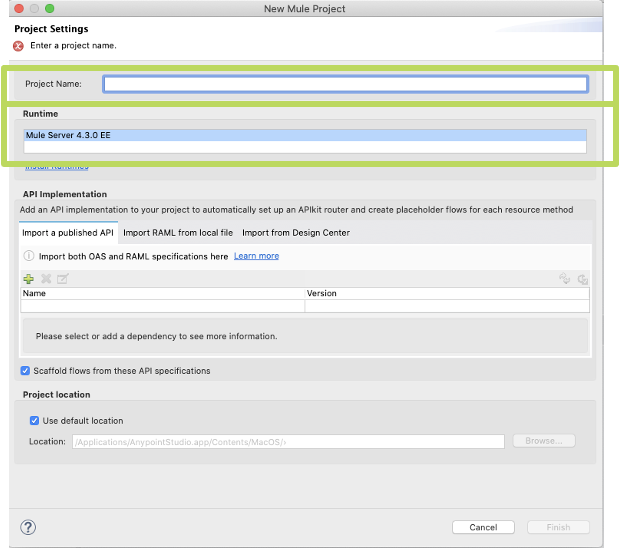 New Mule Project
Project Settings
Enter a project name.
Project Name:
Runtime
Mule Server 4.3.0 EE
Install Runtimes
API Implementation
Add an API implementation to your project to automatically set up an APIkit router and create placeholder flows for each resource method
Import a published API Import RAML from local file Import from Design Center
Import both OAS and RAML specifications here Learn more
Name Version
Please select or add a dependency to see more information.
Scaffold flows from these API specifications
Project location
Use default location
Location: /Applications/AnypointStudio.app/Contents/MacOS/› Browse...
? Cancel Finish